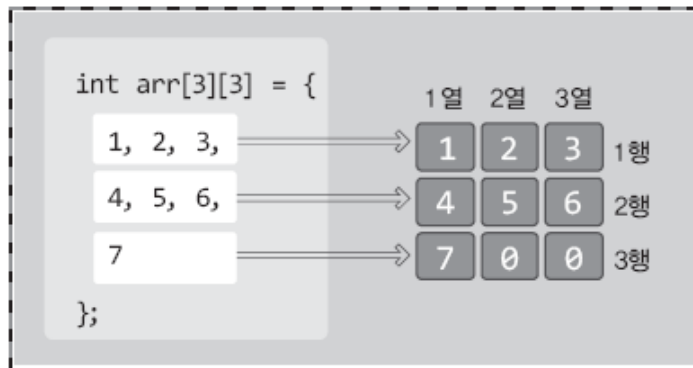 int arr[3][3] = {
1, 2, 3,
4, 5, 6,
7
};
1열 2열 3열
1 2 3 1행
4 5 6 2행
7 0 0 3행